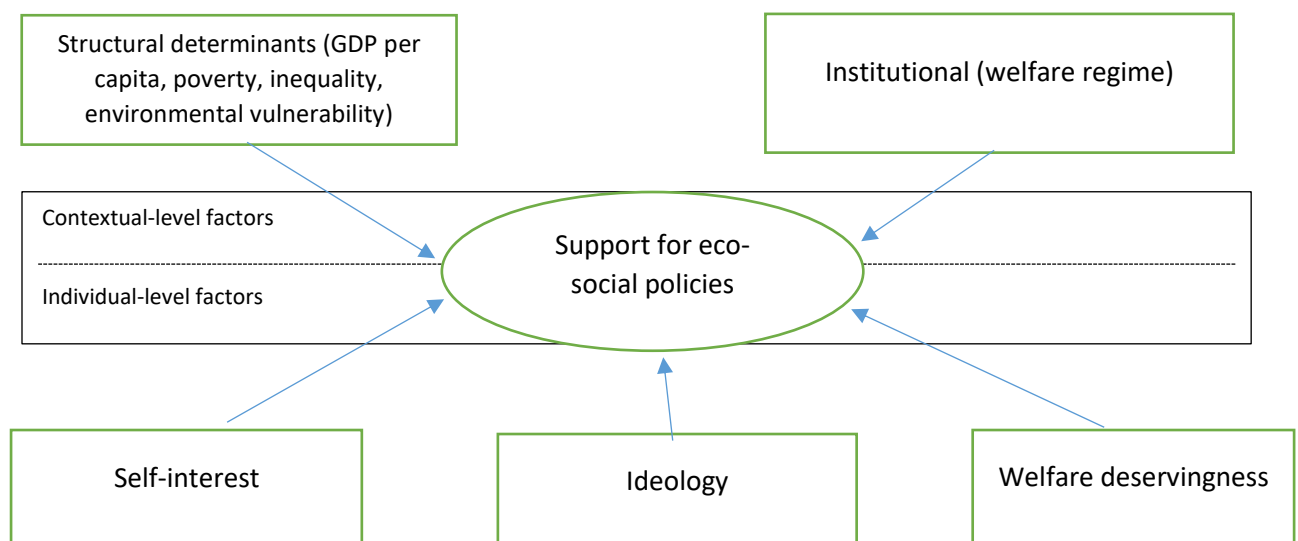 Structural determinants (GDP per
capita, poverty, inequality,
environmental vulnerability)
Institutional (welfare regime)
Contextual-level factors
Support for eco-
social policies
Individual-level factors
Self-interest
Ideology
Welfare deservingness